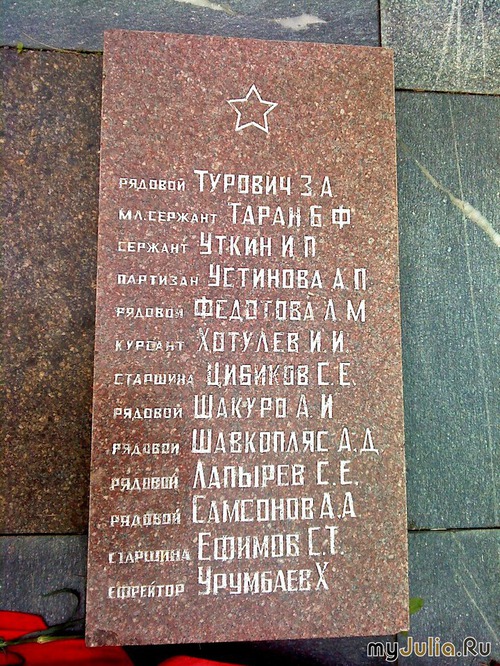 РЯДОВОЙ ТУРОВИЧ З.А.
МЛ.СЕРЖАНТ ТАРАН Б Ф
СЕРЖАНТ УТКИН И П
ПАРТИЗАН УСТИНОВА А.П
РЯДОВОЙ ФЕДОТОВА Л М
КУРСАНТ ХОТУЛЕВ И.И.
СТАРШИНА ЦИБИКОВ С.Е.
РЯДОВОЙ ШАКУРО А.И
РЯДОВОЙ ШАВКОПЛЯС А.Д.
РЯДОВОЙ ЛАПЫРЕВ С.Е.
РЯДОВОЙ САМСОНОВ А.А
СТАРШИНА ЕФИМОВ С.Т.
ЕФРЕЙТОР УРУМБАЕВ Х
myJulia.Ru